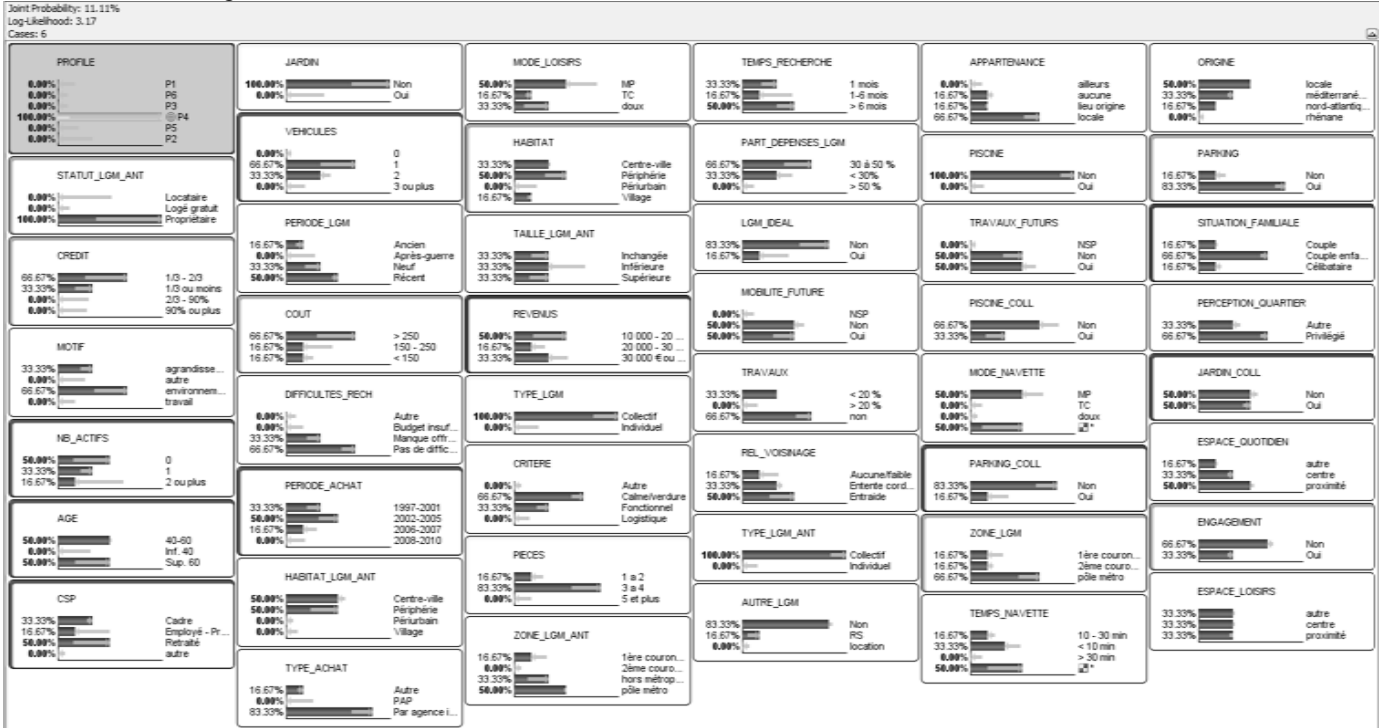 Joint Probability: 11.11%
Log-Likelihood: 3.17
Cases: 6
PROFILE
0.00% P1
0.00% P6
0.00% P3
100.00% P4
0.00% P5
0.00% P2
STATUT_LGM_ANT
0.00% Locataire
0.00% Logé gratuit
100.00% Propriétaire
CREDIT
66.67% 1/3 - 2/3
33.33% 1/3 ou moins
0.00% 2/3 - 90%
0.00% 90% ou plus
MOTIF
33.33% agrandisse...
0.00% autre
66.67% environnem...
0.00% travail
NB_ACTIFS
50.00% 0
33.33% 1
16.67% 2 ou plus
AGE
50.00% 40-60
0.00% Inf. 40
50.00% Sup. 60
CSP
33.33% Cadre
16.67% Employé - Pr...
50.00% Retraité
0.00% autre
JARDIN
100.00% Non
0.00% Oui
VEHICULES
0.00% 0
66.67% 1
33.33% 2
0.00% 3 ou plus
PERIODE_LGM
16.67% Ancien
0.00% Après-guerre
33.33% Neuf
50.00% Récent
COUT
66.67% > 250
16.67% 150 - 250
16.67% < 150
DIFFICULTES_RECH
0.00% Autre
0.00% Budget insuf...
33.33% Manque offr...
66.67% Pas de diffic...
PERIODE_ACHAT
33.33% 1997-2001
50.00% 2002-2005
16.67% 2006-2007
0.00% 2008-2010
HABITAT_LGM_ANT
50.00% Centre-ville
50.00% Périphérie
0.00% Périurbain
0.00% Village
TYPE_ACHAT
16.67% Autre
0.00% PAP
83.33% Par agence i...
MODE_LOISIRS
50.00% MP
16.67% TC
33.33% doux
HABITAT
33.33% Centre-ville
50.00% Périphérie
0.00% Périurbain
16.67% Village
TAILLE_LGM_ANT
33.33% Inchangée
33.33% Inférieure
33.33% Supérieure
REVENUS
50.00% 10 000 - 20 ...
16.67% 20 000 - 30 ...
33.33% 30 000 € ou ...
TYPE_LGM
100.00% Collectif
0.00% Individuel
CRITERE
0.00% Autre
66.67% Calme/verdure
33.33% Fonctionnel
0.00% Logistique
PIECES
16.67% 1 a 2
83.33% 3 a 4
0.00% 5 et plus
ZONE_LGM_ANT
16.67% 1ère couron...
0.00% 2ème couro...
33.33% hors métrop...
50.00% pôle métro
TEMPS_RECHERCHE
33.33% 1 mois
16.67% 1-6 mois
50.00% > 6 mois
PART_DEPENSES_LGM
66.67% 30 à 50 %
33.33% < 30%
0.00% > 50 %
LGM_IDEAL
83.33% Non
16.67% Oui
MOBILITE_FUTURE
0.00% NSP
50.00% Non
50.00% Oui
TRAVAUX
33.33% < 20 %
0.00% > 20 %
66.67% non
REL_VOISINAGE
16.67% Aucune/faible
33.33% Entente cord...
50.00% Entraide
TYPE_LGM_ANT
100.00% Collectif
0.00% Individuel
AUTRE_LGM
83.33% Non
16.67% RS
0.00% location
APPARTENANCE
0.00% ailleurs
16.67% aucune
16.67% lieu origine
66.67% locale
PISCINE
100.00% Non
0.00% Oui
TRAVAUX_FUTURS
0.00% NSP
50.00% Non
50.00% Oui
PISCINE_COLL
66.67% Non
33.33% Oui
MODE_NAVETTE
50.00% MP
0.00% TC
0.00% doux
50.00% *
PARKING_COLL
83.33% Non
16.67% Oui
ZONE_LGM
16.67% 1ère couron...
16.67% 2ème couro...
66.67% pôle métro
TEMPS_NAVETTE
16.67% 10 - 30 min
33.33% < 10 min
0.00% > 30 min
50.00% *
ORIGINE
50.00% locale
33.33% méditerrané...
16.67% nord-atlantiq...
0.00% rhénane
PARKING
16.67% Non
83.33% Oui
SITUATION_FAMILIALE
16.67% Couple
66.67% Couple enfa...
16.67% Célibataire
PERCEPTION_QUARTIER
33.33% Autre
66.67% Privilégié
JARDIN_COLL
50.00% Non
50.00% Oui
ESPACE_QUOTIDIEN
16.67% autre
33.33% centre
50.00% proximité
ENGAGEMENT
66.67% Non
33.33% Oui
ESPACE_LOISIRS
33.33% autre
33.33% centre
33.33% proximité